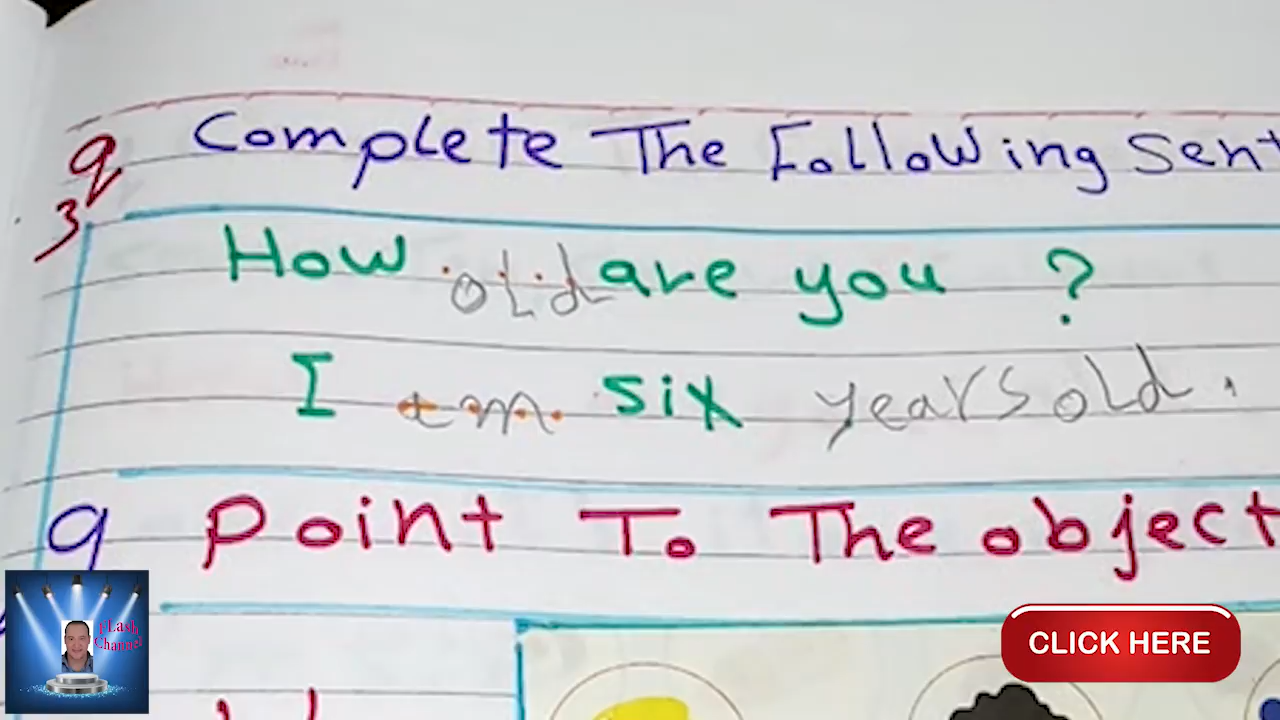 q Complete The Following Sent
3
How old are you ?
I am six years old.
q Point To The object
FLash
Channel
CLICK HERE